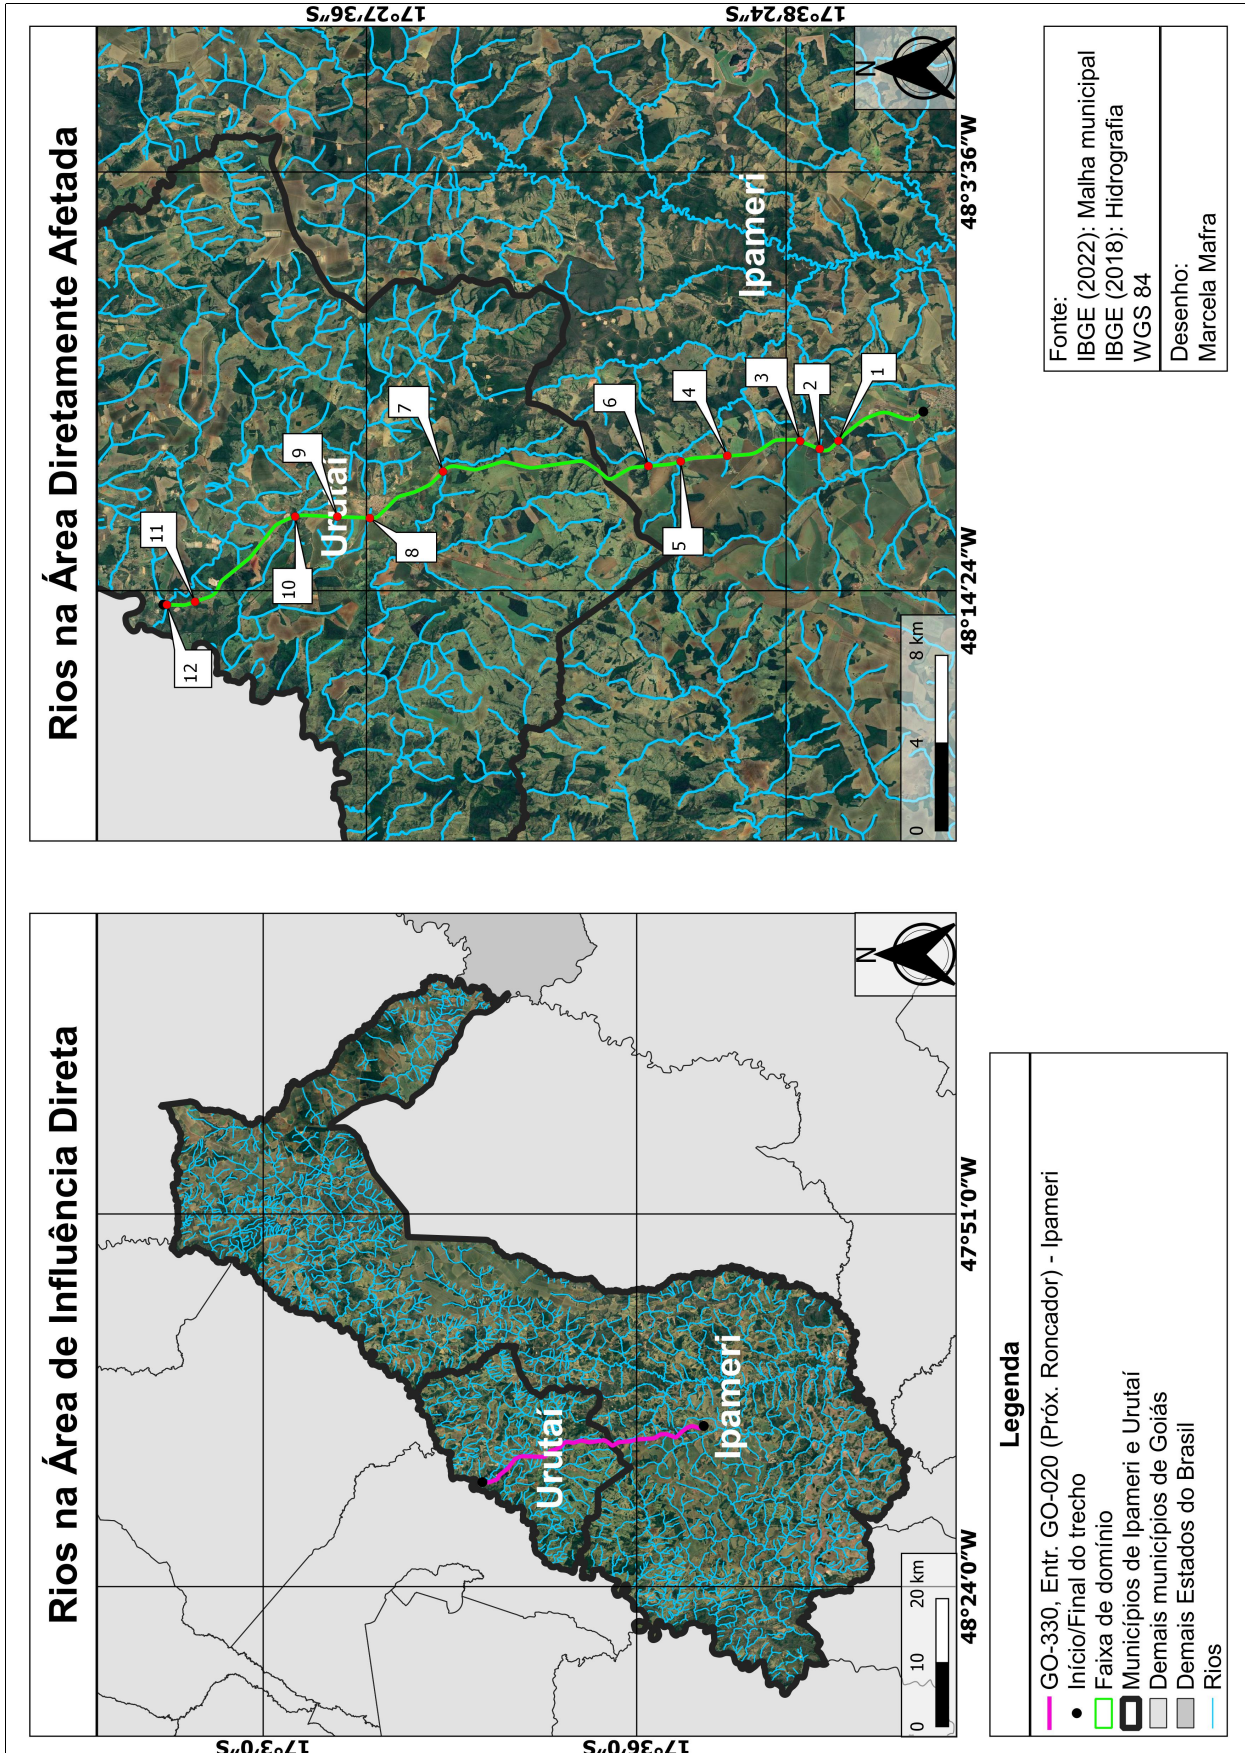 Rios na Área de Influência Direta
17°3'0"S
17°36'0"S
Urutaí
Ipameri
N
0
10
20 km
48°24'0"W
47°51'0"W
Rios na Área Diretamente Afetada
17°27'36"S
17°38'24"S
12
11
10
9
Urutaí
8
7
6
5
4
Ipameri
3
2
1
N
0
4
8 km
48°14'24"W
48°3'36"W
Legenda
GO-330, Entr. GO-020 (Próx. Roncador) - Ipameri
Início/Final do trecho
Faixa de domínio
Municípios de Ipameri e Urutaí
Demais municípios de Goiás
Demais Estados do Brasil
Rios
Fonte:
IBGE (2022): Malha municipal
IBGE (2018): Hidrografia
WGS 84
Desenho:
Marcela Mafra